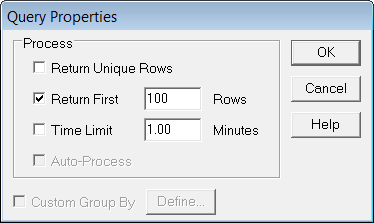 Query Properties
Process
Return Unique Rows
Return First 100 Rows
Time Limit 1.00 Minutes
Auto-Process
Custom Group By Define...
OK
Cancel
Help